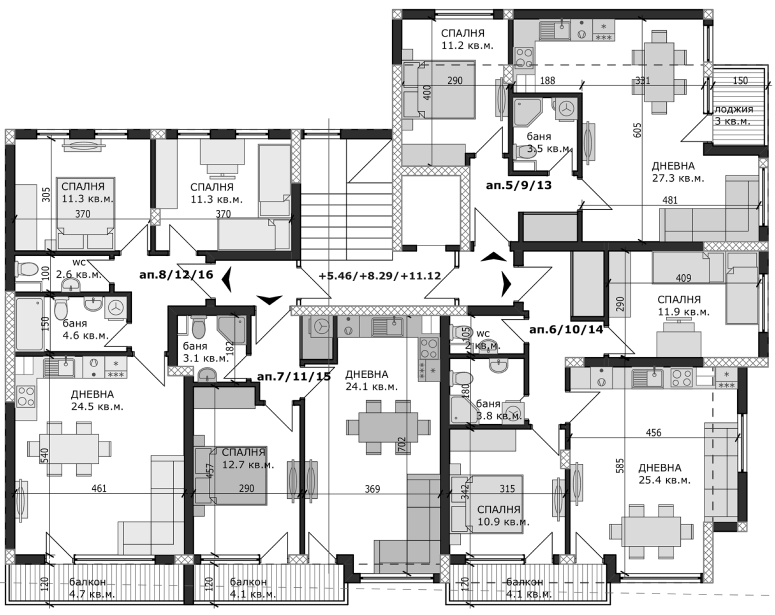 СПАЛНЯ
11.2 кв.м.
290
400
188
331
150
605
лоджия
3 кв.м.
баня
3.5 кв.м.
ДНЕВНА
27.3 кв.м.
481
ап.5/9/13
305
СПАЛНЯ
11.3 кв.м.
370
СПАЛНЯ
11.3 кв.м.
370
wc
2.6 кв.м.
100
ап.8/12/16
+5.46/+8.29/+11.12
409
290
СПАЛНЯ
11.9 кв.м.
150
баня
4.6 кв.м.
баня
3.1 кв.м.
182
ап.7/11/15
105
wc
2 кв.м.
ап.6/10/14
ДНЕВНА
24.5 кв.м.
540
461
ДНЕВНА
24.1 кв.м.
702
369
180
баня
3.8 кв.м.
СПАЛНЯ
12.7 кв.м.
457
290
456
585
ДНЕВНА
25.4 кв.м.
342
315
СПАЛНЯ
10.9 кв.м.
120
балкон
4.7 кв.м.
120
балкон
4.1 кв.м.
120
балкон
4.1 кв.м.